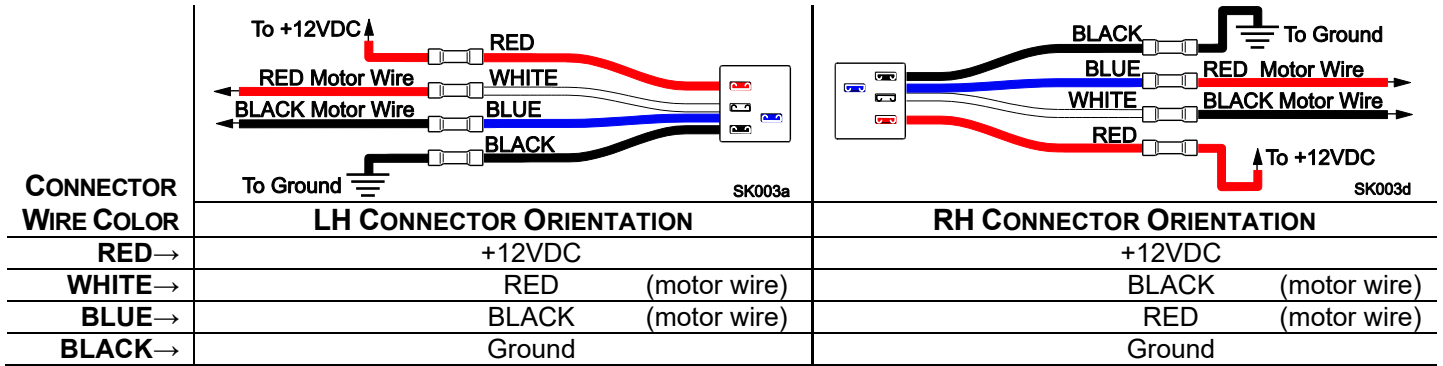 To +12VDC
RED
RED Motor Wire WHITE
BLACK Motor Wire BLUE
BLACK
To Ground
SK003a
BLACK To Ground
BLUE RED Motor Wire
WHITE BLACK Motor Wire
RED
To +12VDC
SK003d
CONNECTOR
WIRE COLOR LH CONNECTOR ORIENTATION RH CONNECTOR ORIENTATION
RED→ +12VDC +12VDC
WHITE→ RED (motor wire) BLACK (motor wire)
BLUE→ BLACK (motor wire) RED (motor wire)
BLACK→ Ground Ground